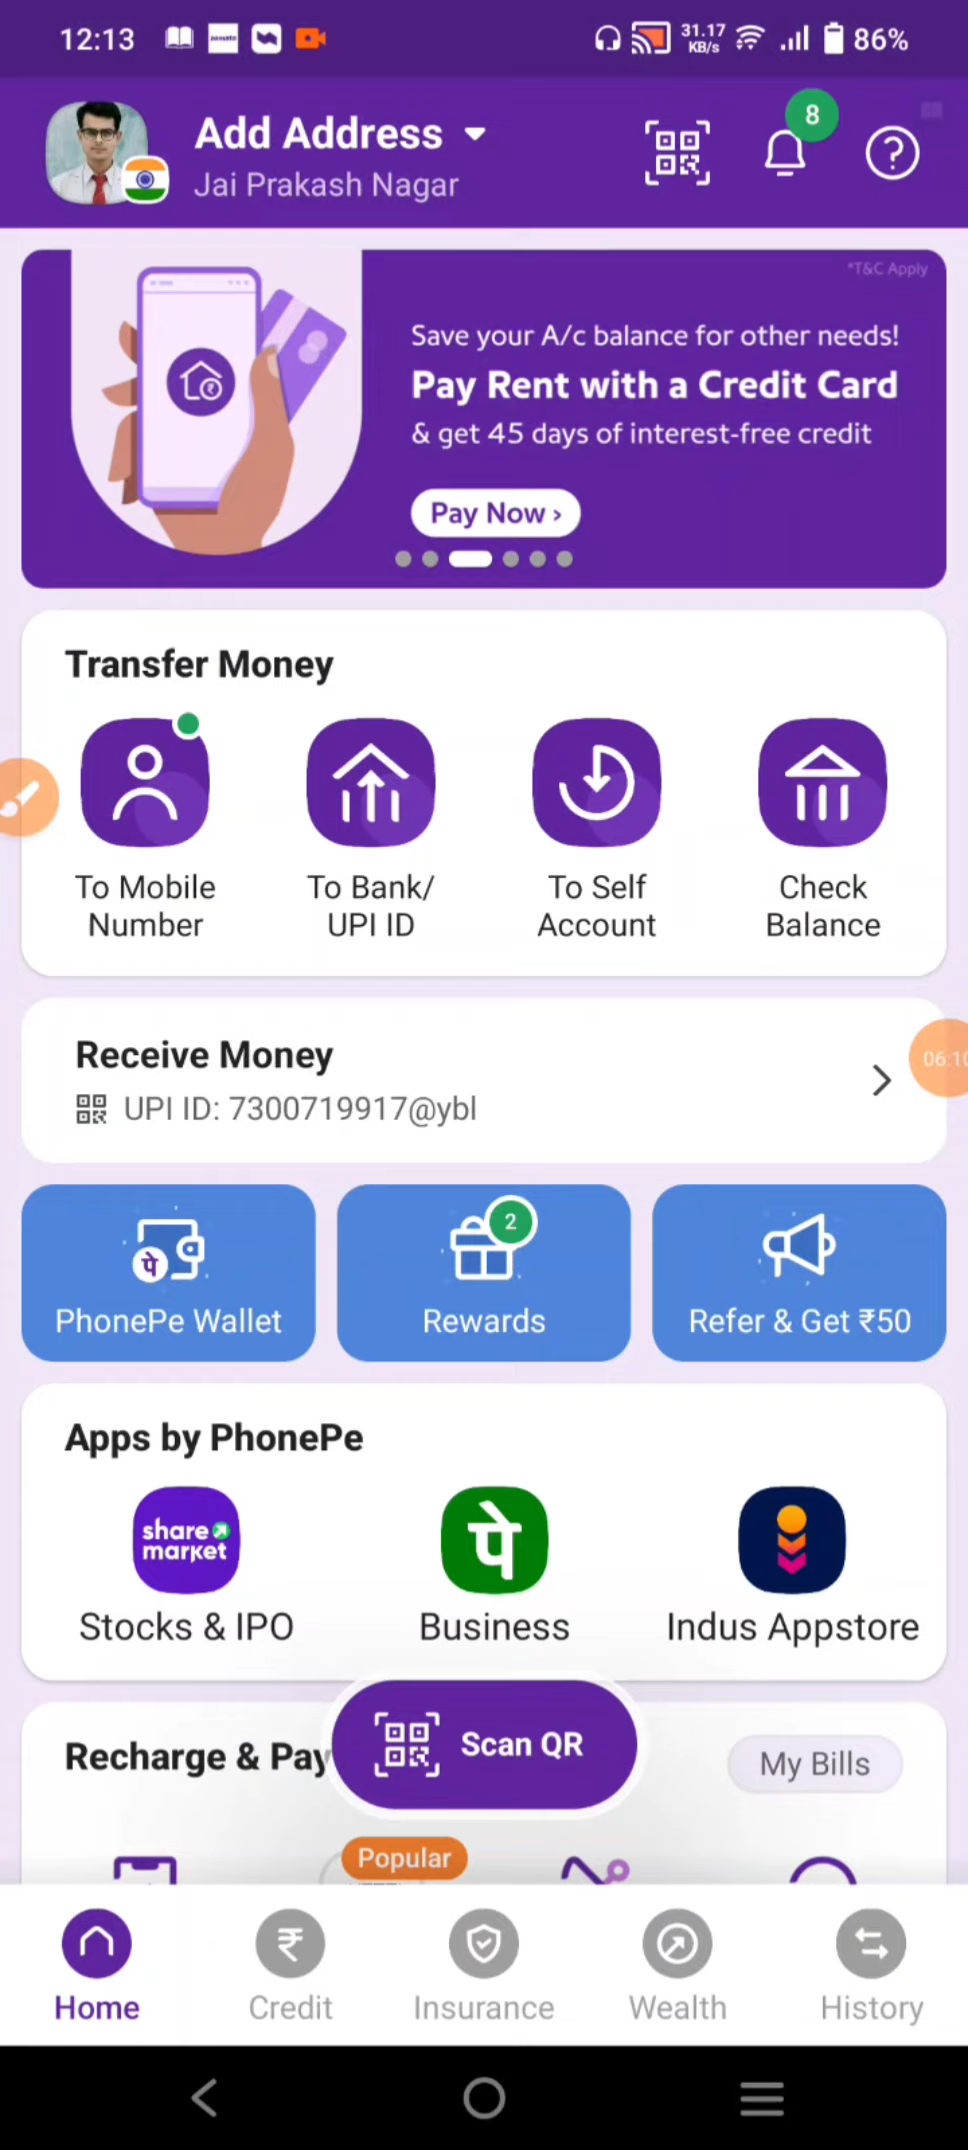 12:13
31.17
KB/s
86%
Add Address
Jai Prakash Nagar
8
?
*T&C Apply
Save your A/c balance for other needs!
Pay Rent with a Credit Card
& get 45 days of interest-free credit
Pay Now ›
Transfer Money
To Mobile
Number
To Bank/
UPI ID
To Self
Account
Check
Balance
Receive Money
UPI ID: 7300719917@ybl
06:10
PhonePe Wallet
2
Rewards
Refer & Get ₹50
Apps by PhonePe
share
market
Stocks & IPO
पे
Business
Indus Appstore
Recharge & Pay
Scan QR
My Bills
Popular
Home
Credit
Insurance
Wealth
History